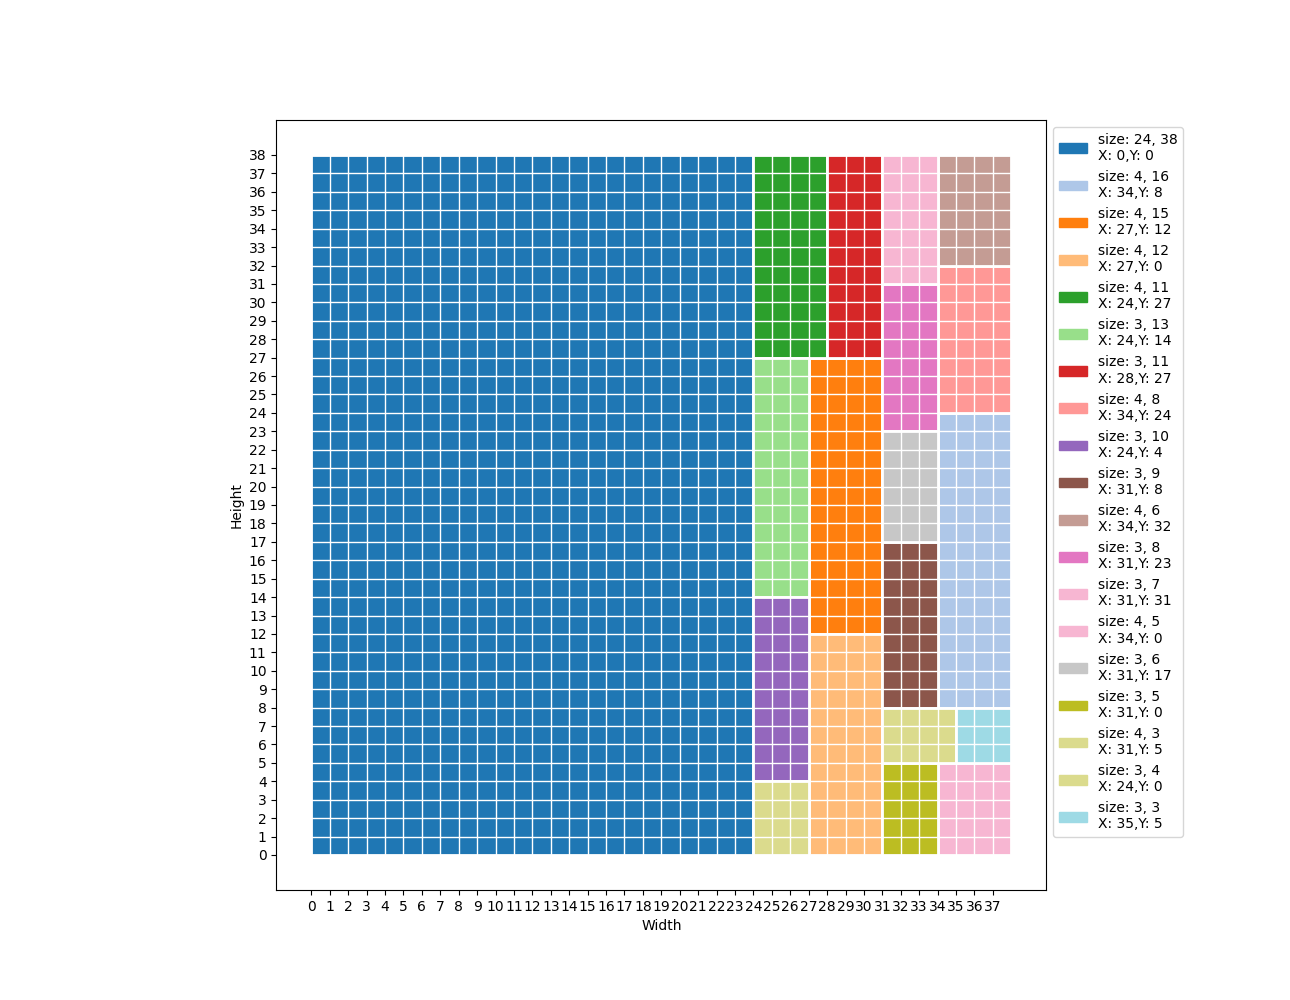 38
37
36
35
34
33
32
31
30
29
28
27
26
25
24
23
22
21
20
19
18
17
16
15
14
13
12
11
10
9
8
7
6
5
4
3
2
1
0
Height
0 1 2 3 4 5 6 7 8 9 10 11 12 13 14 15 16 17 18 19 20 21 22 23 24 25 26 27 28 29 30 31 32 33 34 35 36 37
Width
size: 24, 38
X: 0,Y: 0
size: 4, 16
X: 34,Y: 8
size: 4, 15
X: 27,Y: 12
size: 4, 12
X: 27,Y: 0
size: 4, 11
X: 24,Y: 27
size: 3, 13
X: 24,Y: 14
size: 3, 11
X: 28,Y: 27
size: 4, 8
X: 34,Y: 24
size: 3, 10
X: 24,Y: 4
size: 3, 9
X: 31,Y: 8
size: 4, 6
X: 34,Y: 32
size: 3, 8
X: 31,Y: 23
size: 3, 7
X: 31,Y: 31
size: 4, 5
X: 34,Y: 0
size: 3, 6
X: 31,Y: 17
size: 3, 5
X: 31,Y: 0
size: 4, 3
X: 31,Y: 5
size: 3, 4
X: 24,Y: 0
size: 3, 3
X: 35,Y: 5